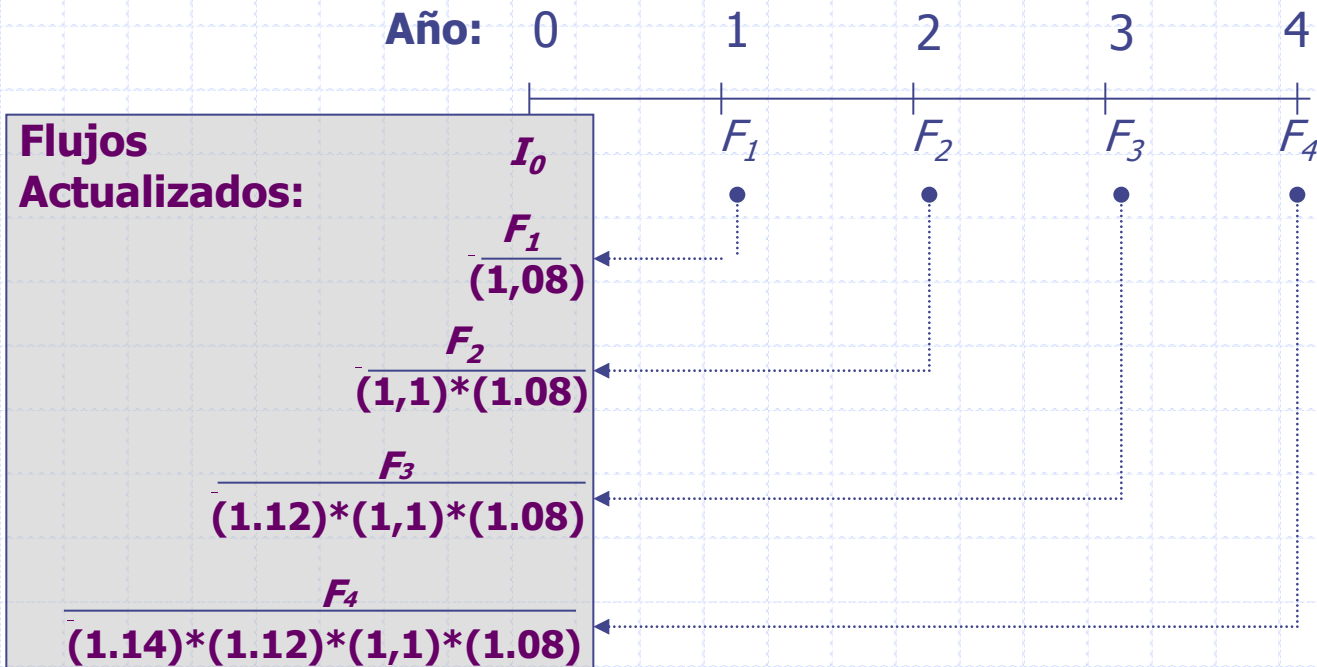 Año: 0 1 2 3 4
Flujos
Actualizados:
I0 F1 F2 F3 F4
F1
(1,08)
F2
(1,1)*(1.08)
F3
(1.12)*(1,1)*(1.08)
F4
(1.14)*(1.12)*(1,1)*(1.08)